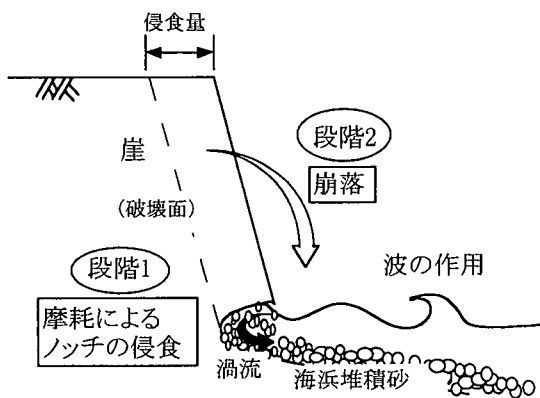 侵食量
段階2
崖
崩落
(破壊面)
段階1
波の作用
摩耗による
ノッチの侵食
渦流
海浜堆積砂